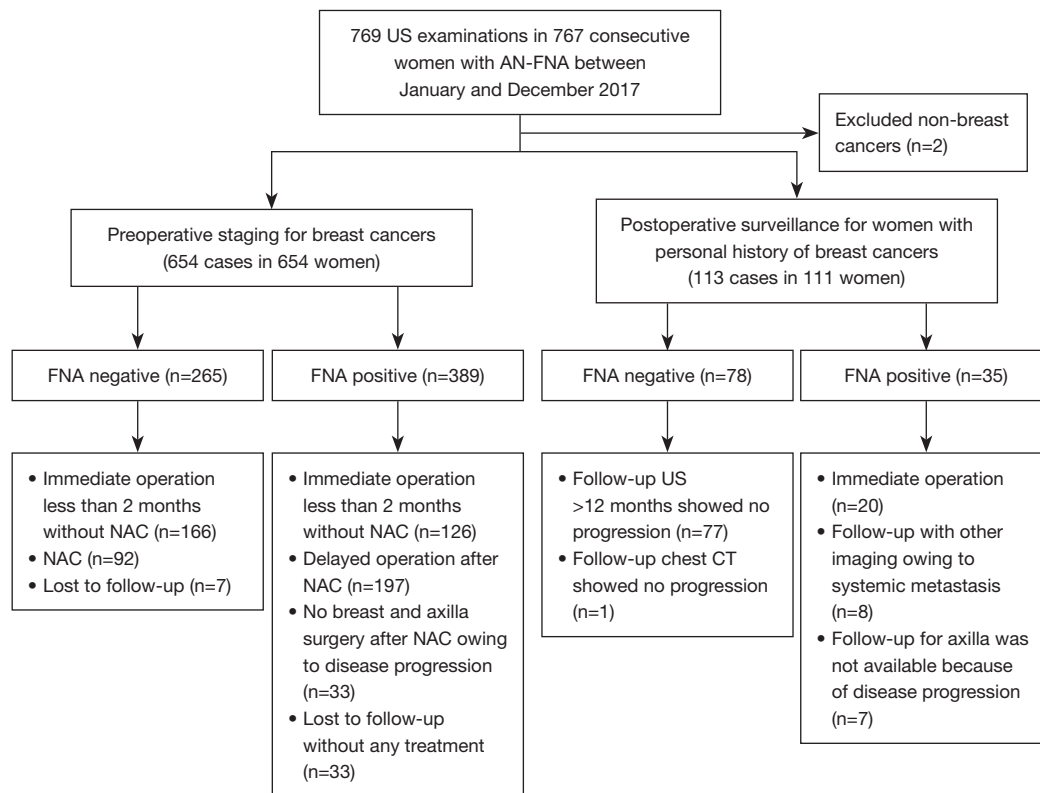 769 US examinations in 767 consecutive
women with AN-FNA between
January and December 2017
Excluded non-breast
cancers (n=2)
Preoperative staging for breast cancers
(654 cases in 654 women)
Postoperative surveillance for women with
personal history of breast cancers
(113 cases in 111 women)
FNA negative (n=265)
FNA positive (n=389)
FNA negative (n=78)
FNA positive (n=35)
• Immediate operation
less than 2 months
without NAC (n=166)
• NAC (n=92)
• Lost to follow-up (n=7)
• Immediate operation
less than 2 months
without NAC (n=126)
• Delayed operation after
NAC (n=197)
• No breast and axilla
surgery after NAC owing
to disease progression
(n=33)
• Lost to follow-up
without any treatment
(n=33)
• Follow-up US
>12 months showed no
progression (n=77)
• Follow-up chest CT
showed no progression
(n=1)
• Immediate operation
(n=20)
• Follow-up with other
imaging owing to
systemic metastasis
(n=8)
• Follow-up for axilla was
not available because
of disease progression
(n=7)